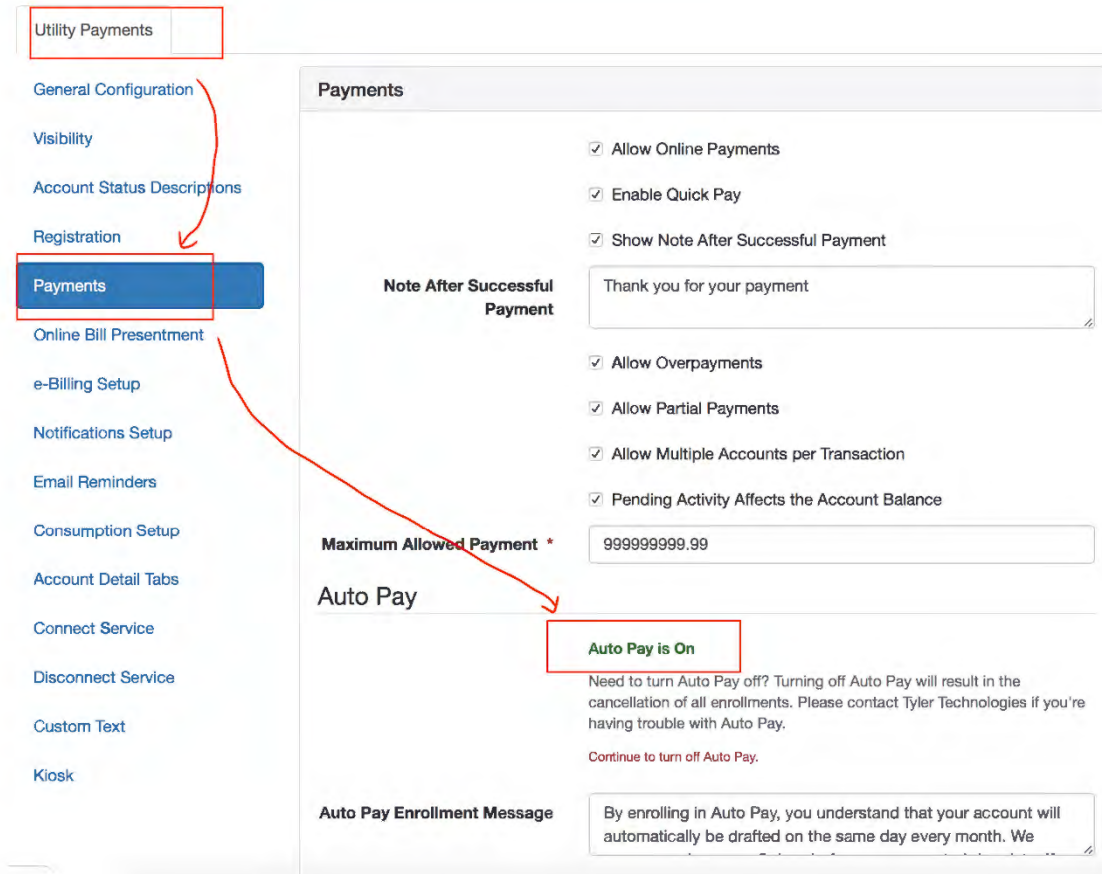 Utility Payments
General Configuration
Visibility
Account Status Descriptions
Registration
Payments
Online Bill Presentment
e-Billing Setup
Notifications Setup
Email Reminders
Consumption Setup
Account Detail Tabs
Connect Service
Disconnect Service
Custom Text
Kiosk
Payments
Allow Online Payments
Enable Quick Pay
Show Note After Successful Payment
Note After Successful
Payment
Thank you for your payment
Allow Overpayments
Allow Partial Payments
Allow Multiple Accounts per Transaction
Pending Activity Affects the Account Balance
Maximum Allowed Payment *
999999999.99
Auto Pay
Auto Pay is On
Need to turn Auto Pay off? Turning off Auto Pay will result in the
cancellation of all enrollments. Please contact Tyler Technologies if you're
having trouble with Auto Pay.
Continue to turn off Auto Pay.
Auto Pay Enrollment Message
By enrolling in Auto Pay, you understand that your account will
automatically be drafted on the same day every month. We